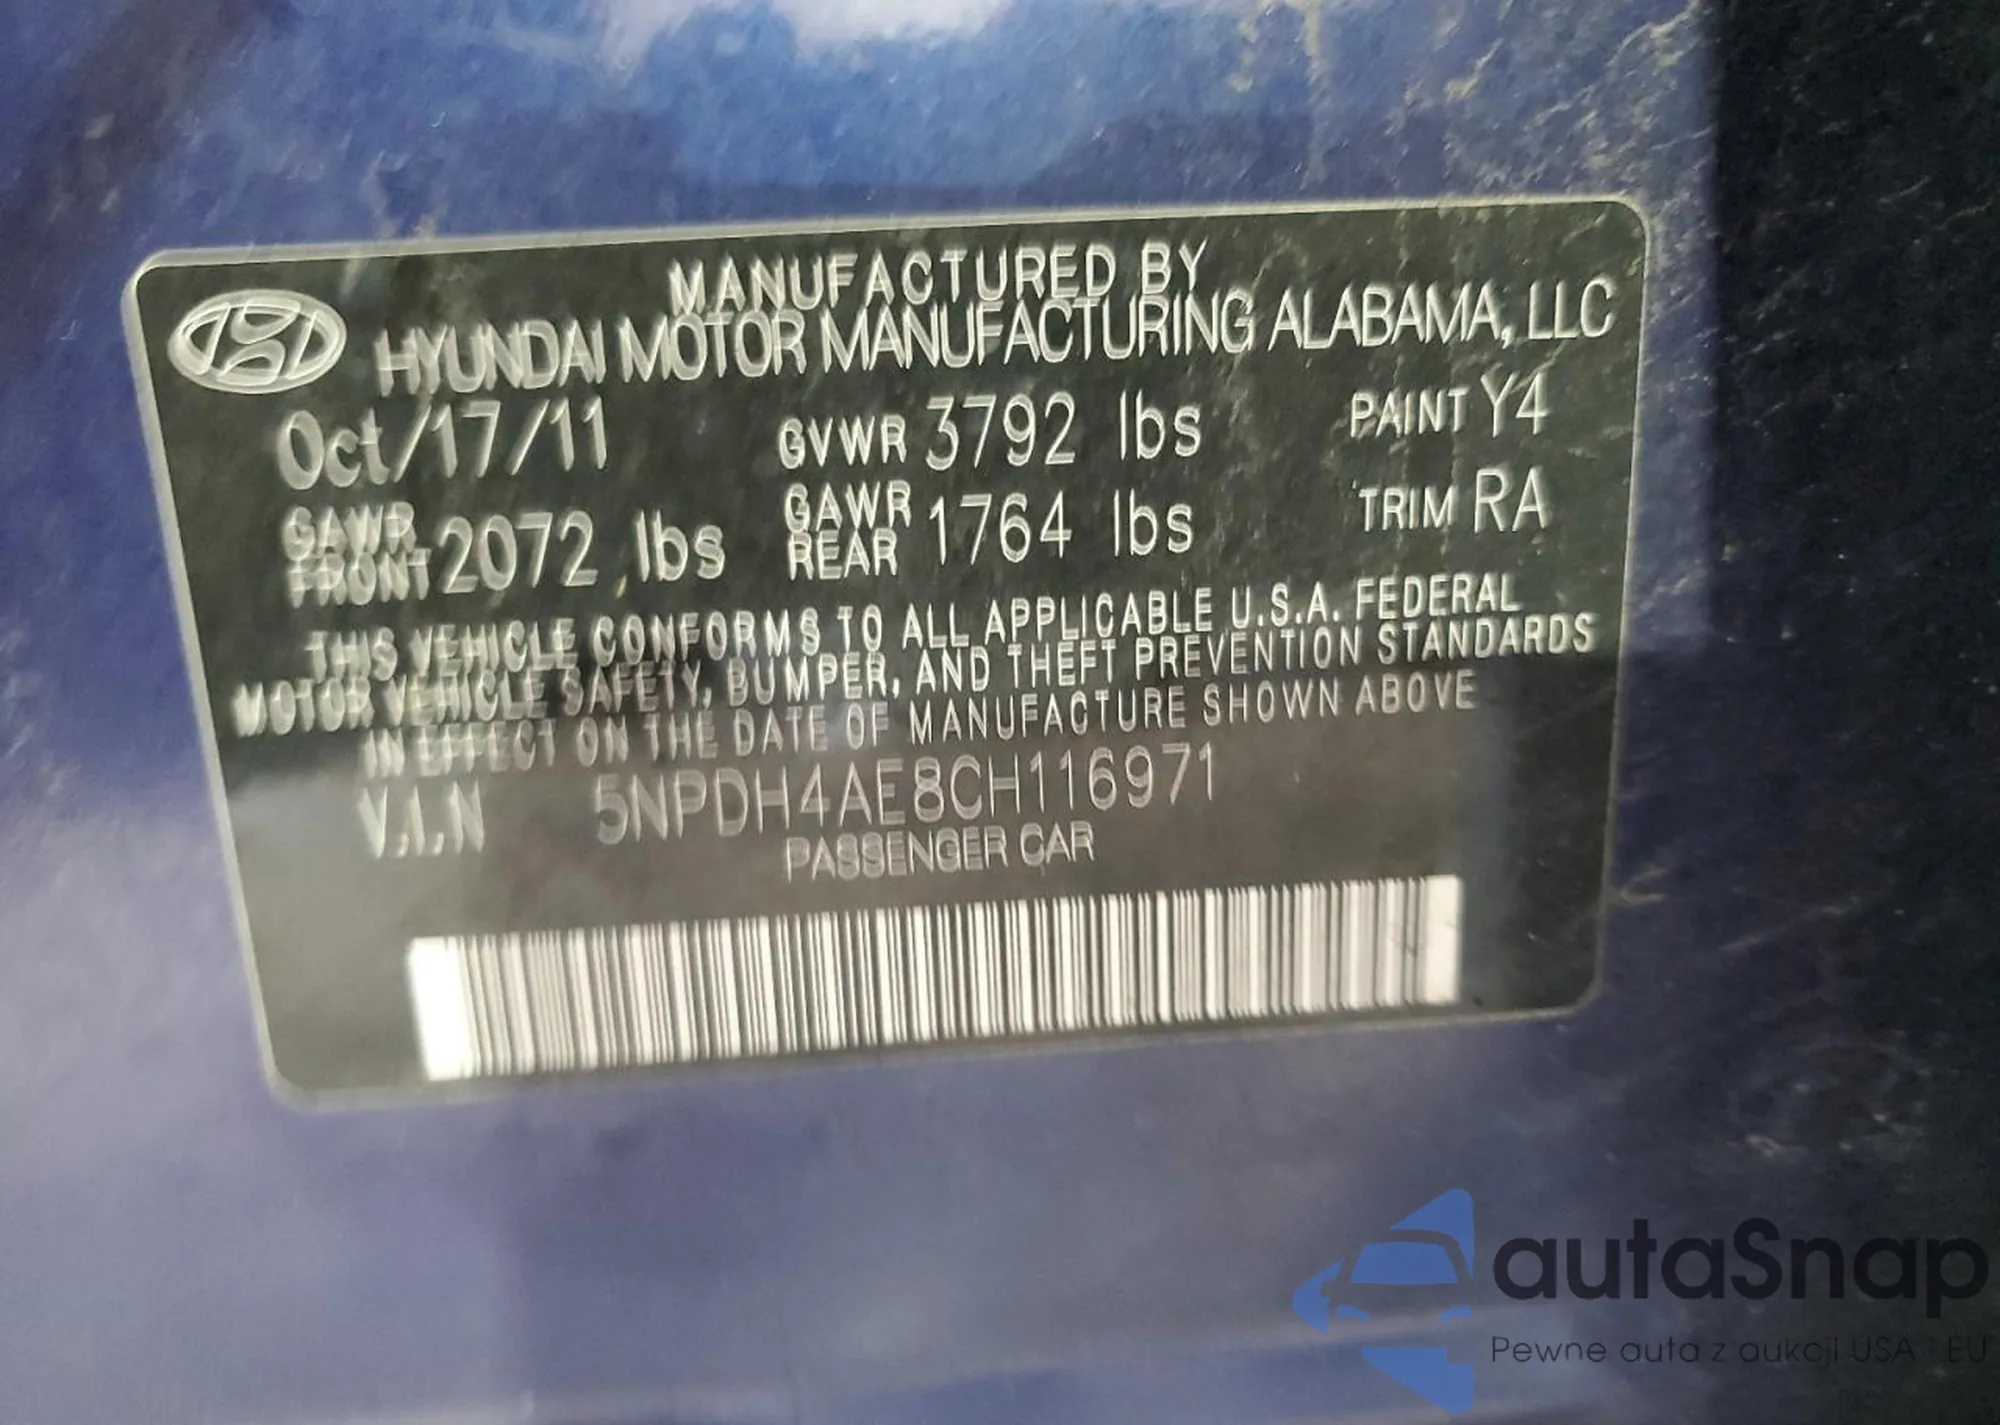 MANUFACTURED BY
HYUNDAI MOTOR MANUFACTURING ALABAMA, LLC
Oct/17/11 GVWR 3792 lbs PAINT Y4
GAWR FRONT 2072 lbs GAWR REAR 1764 lbs TRIM RA
THIS VEHICLE CONFORMS TO ALL APPLICABLE U.S.A. FEDERAL
MOTOR VEHICLE SAFETY, BUMPER, AND THEFT PREVENTION STANDARDS
IN EFFECT ON THE DATE OF MANUFACTURE SHOWN ABOVE
V.I.N 5NPDH4AE8CH116971
PASSENGER CAR
autaSnap
Pewne auta z aukcji USA i EU